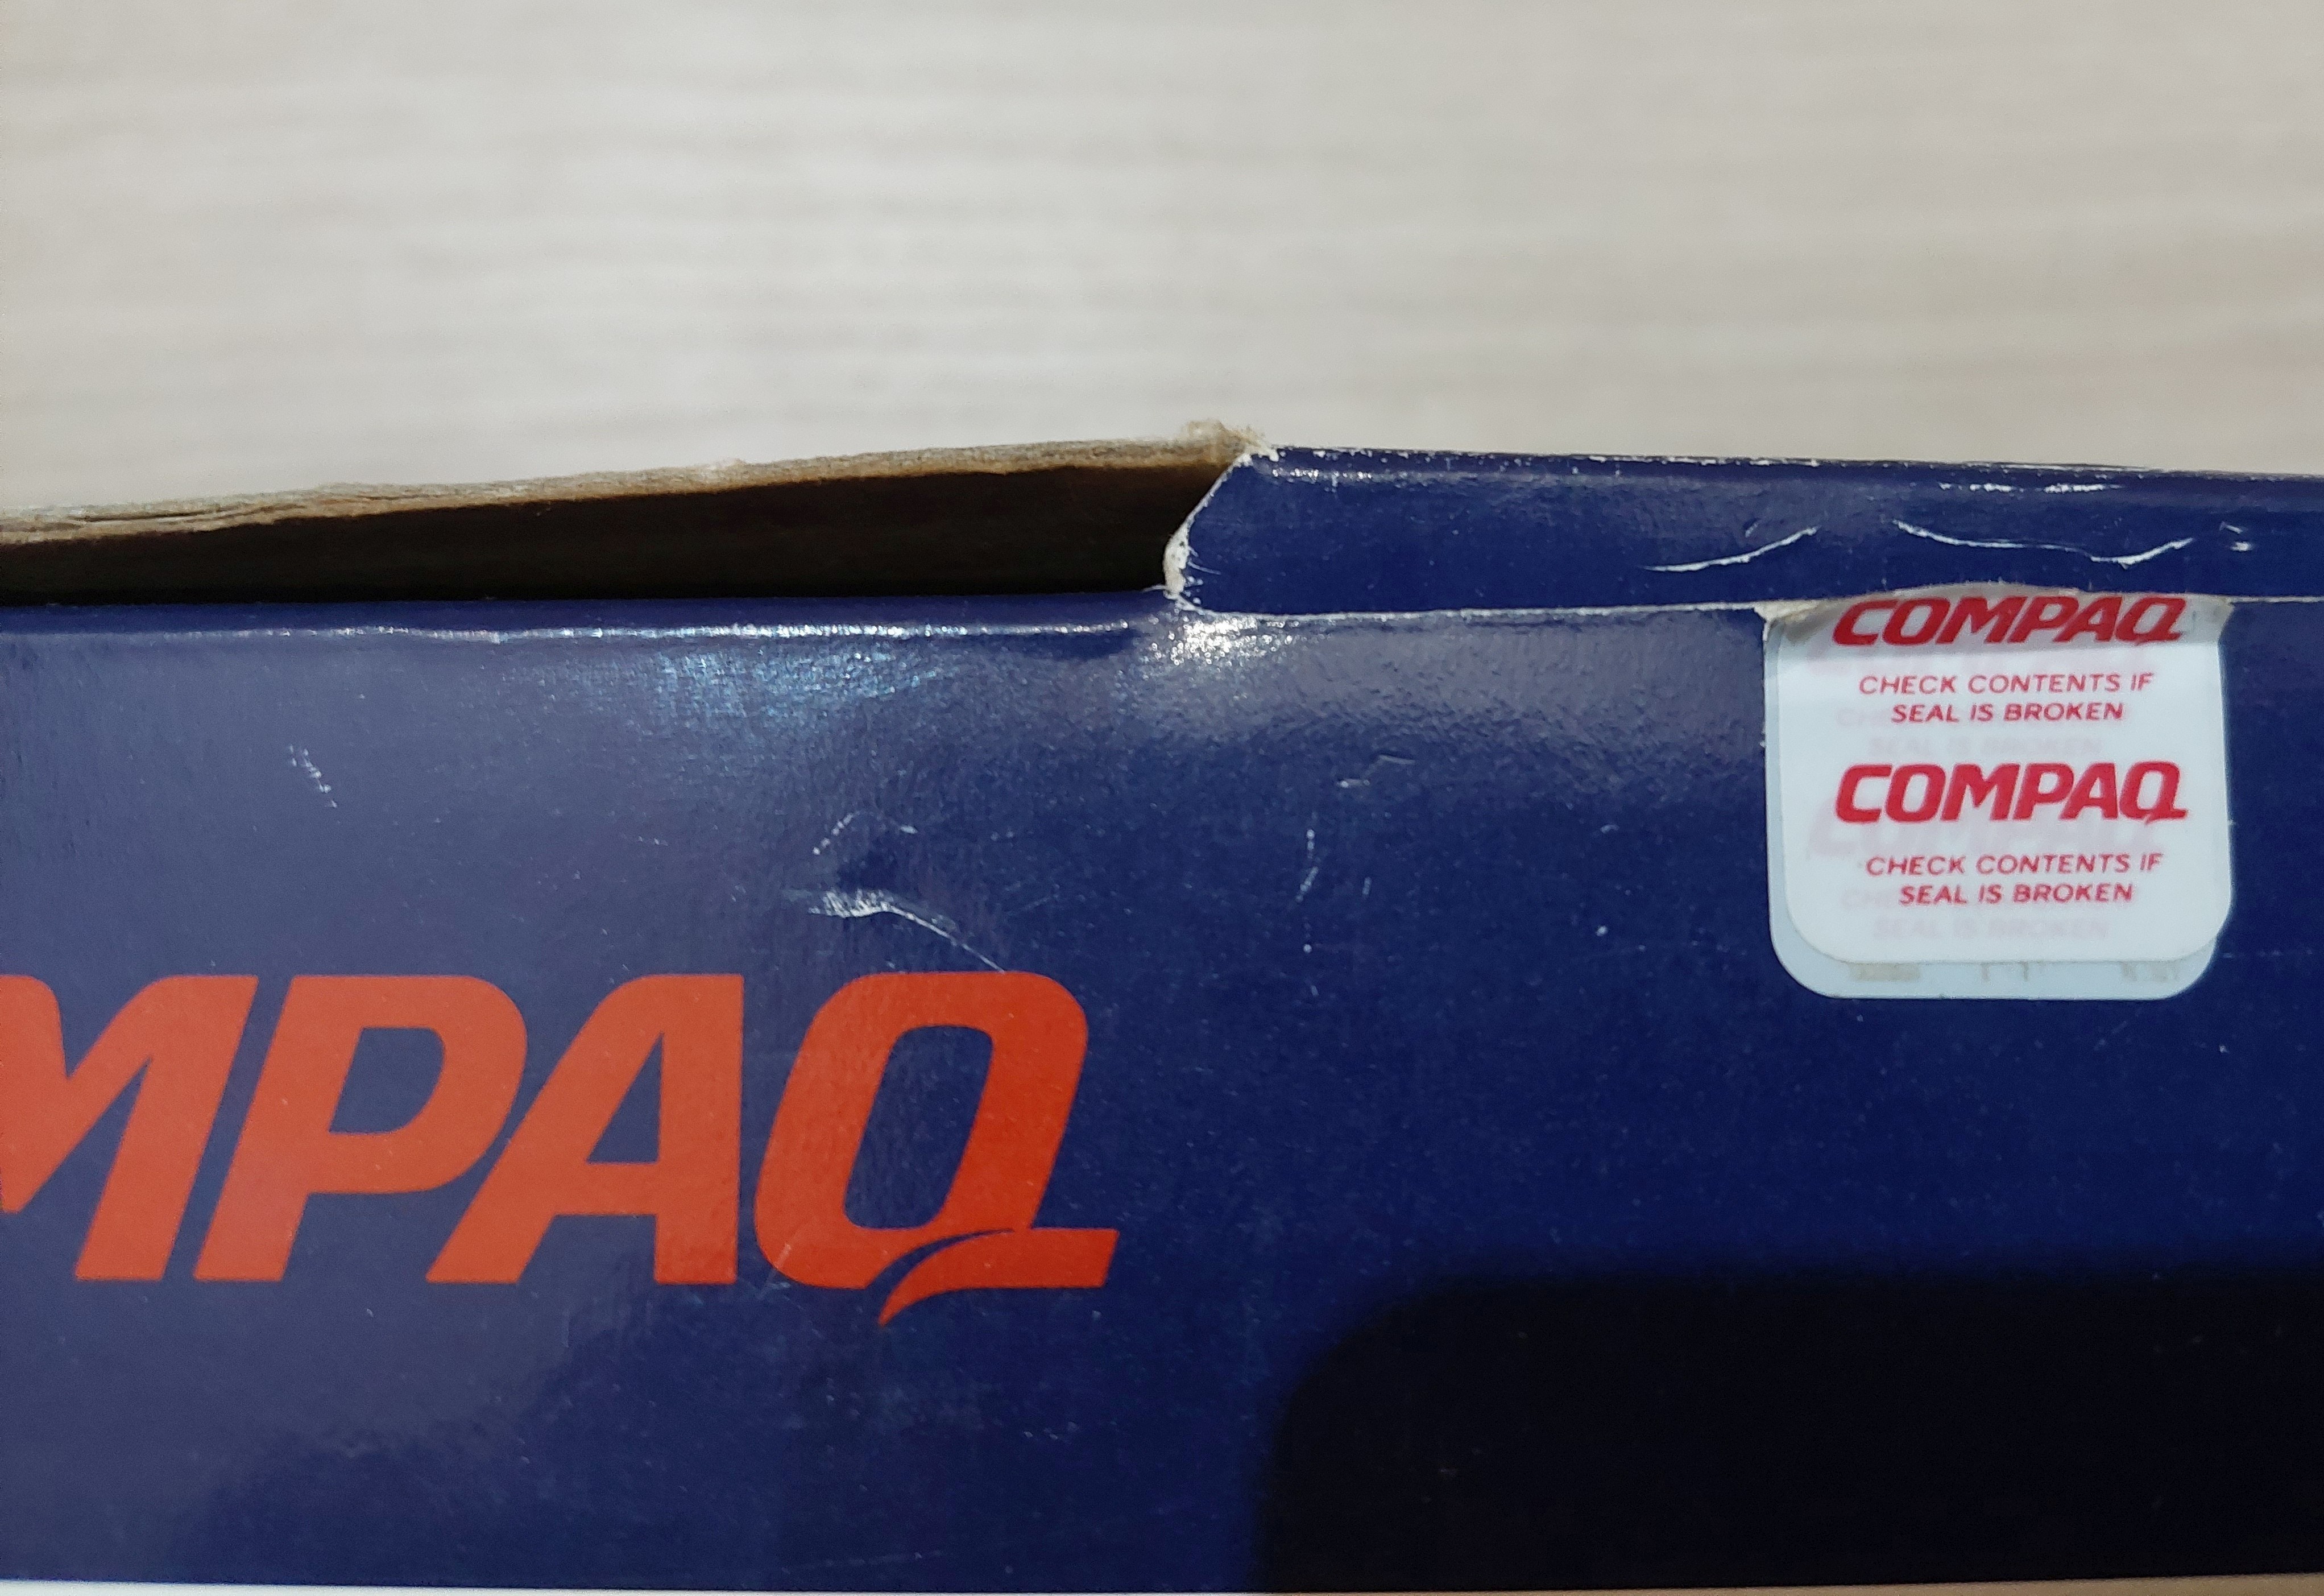 COMPAQ
CHECK CONTENTS IF
SEAL IS BROKEN
COMPAQ
CHECK CONTENTS IF
SEAL IS BROKEN
MPAQ